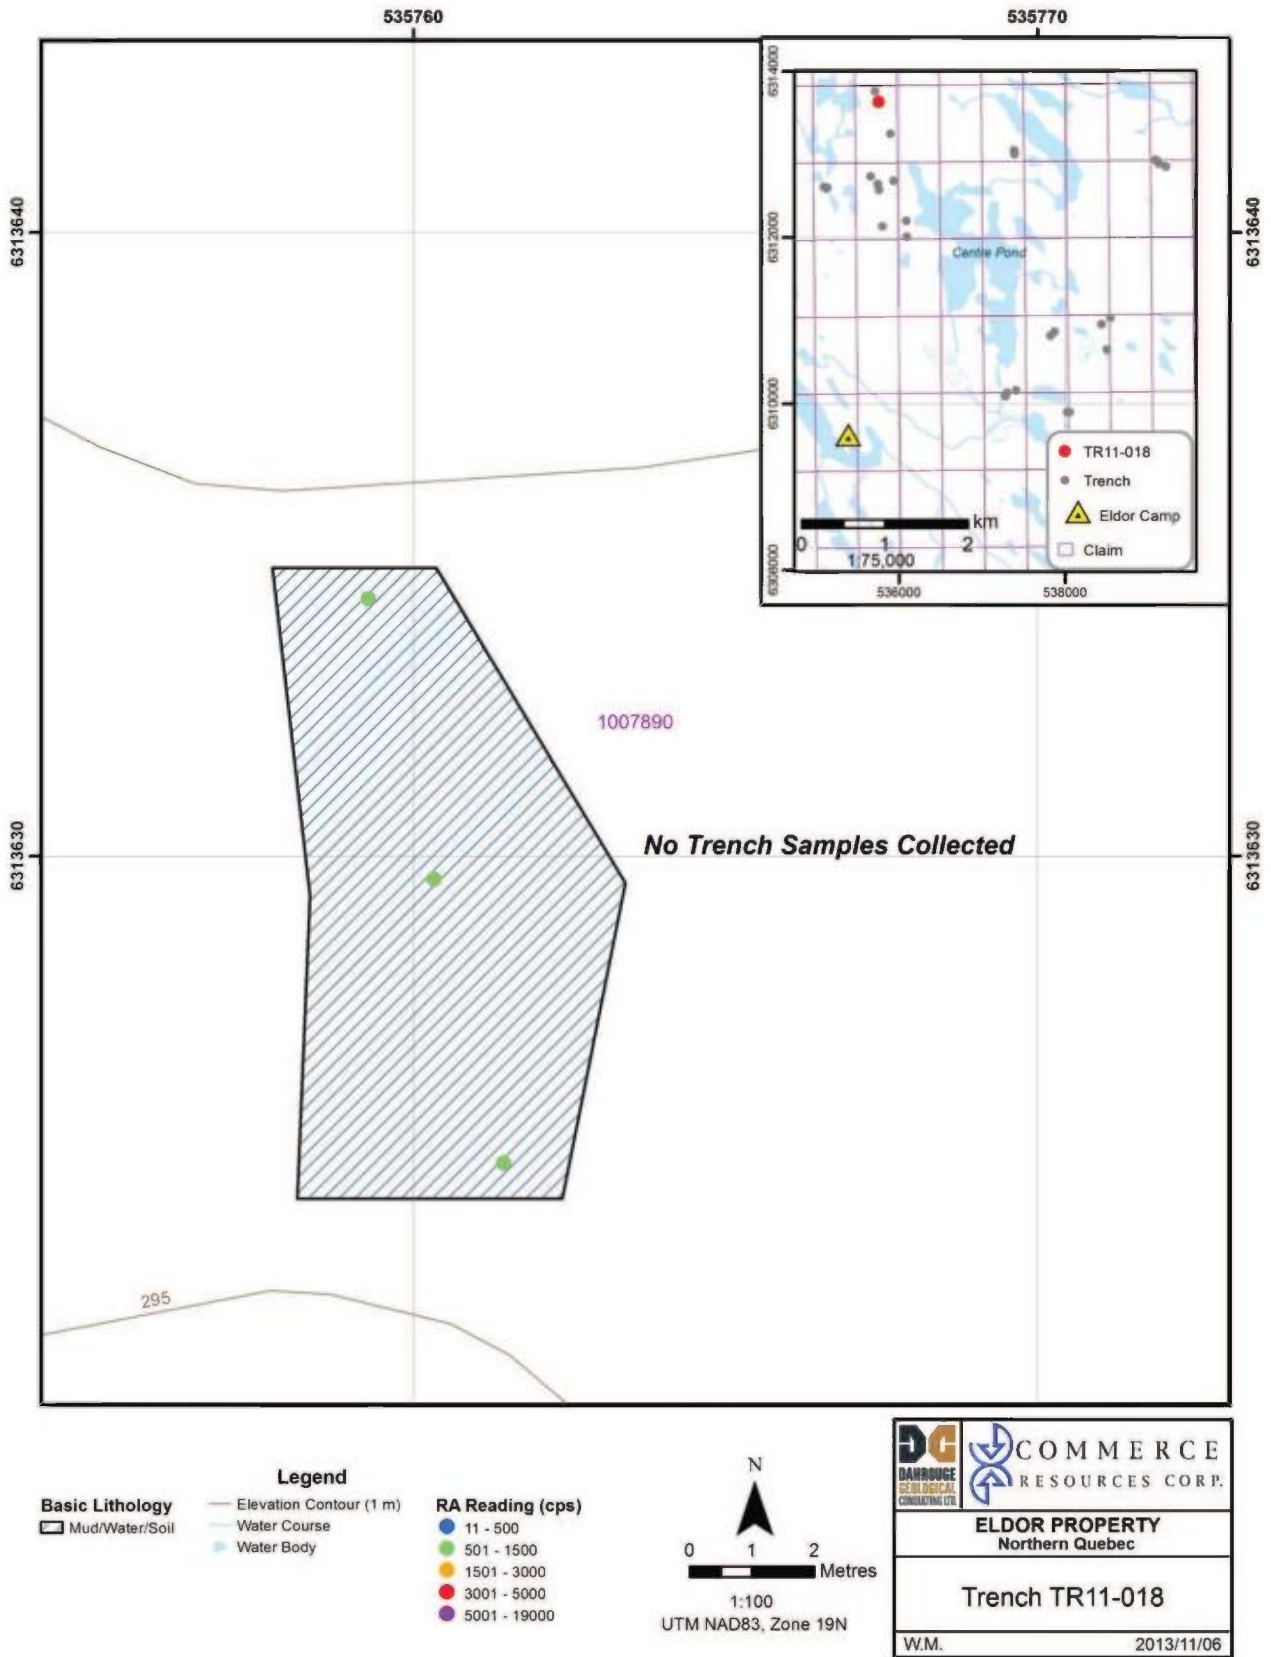 535760
535770
6313640
6313640
6313630
6313630
6314000
6312000
6310000
6308000
536000
538000
Centre Pond
TR11-018
Trench
Eldor Camp
Claim
km
0 1 2
1:75,000
1007890
No Trench Samples Collected
295
Legend
Basic Lithology
Mud/Water/Soil
Elevation Contour (1 m)
Water Course
Water Body
RA Reading (cps)
11 - 500
501 - 1500
1501 - 3000
3001 - 5000
5001 - 19000
N
0 1 2
Metres
1:100
UTM NAD83, Zone 19N
DAHROUGE
GEOLOGICAL
CONSULTING LTD.
COMMERCE
RESOURCES CORP.
ELDOR PROPERTY
Northern Quebec
Trench TR11-018
W.M. 2013/11/06